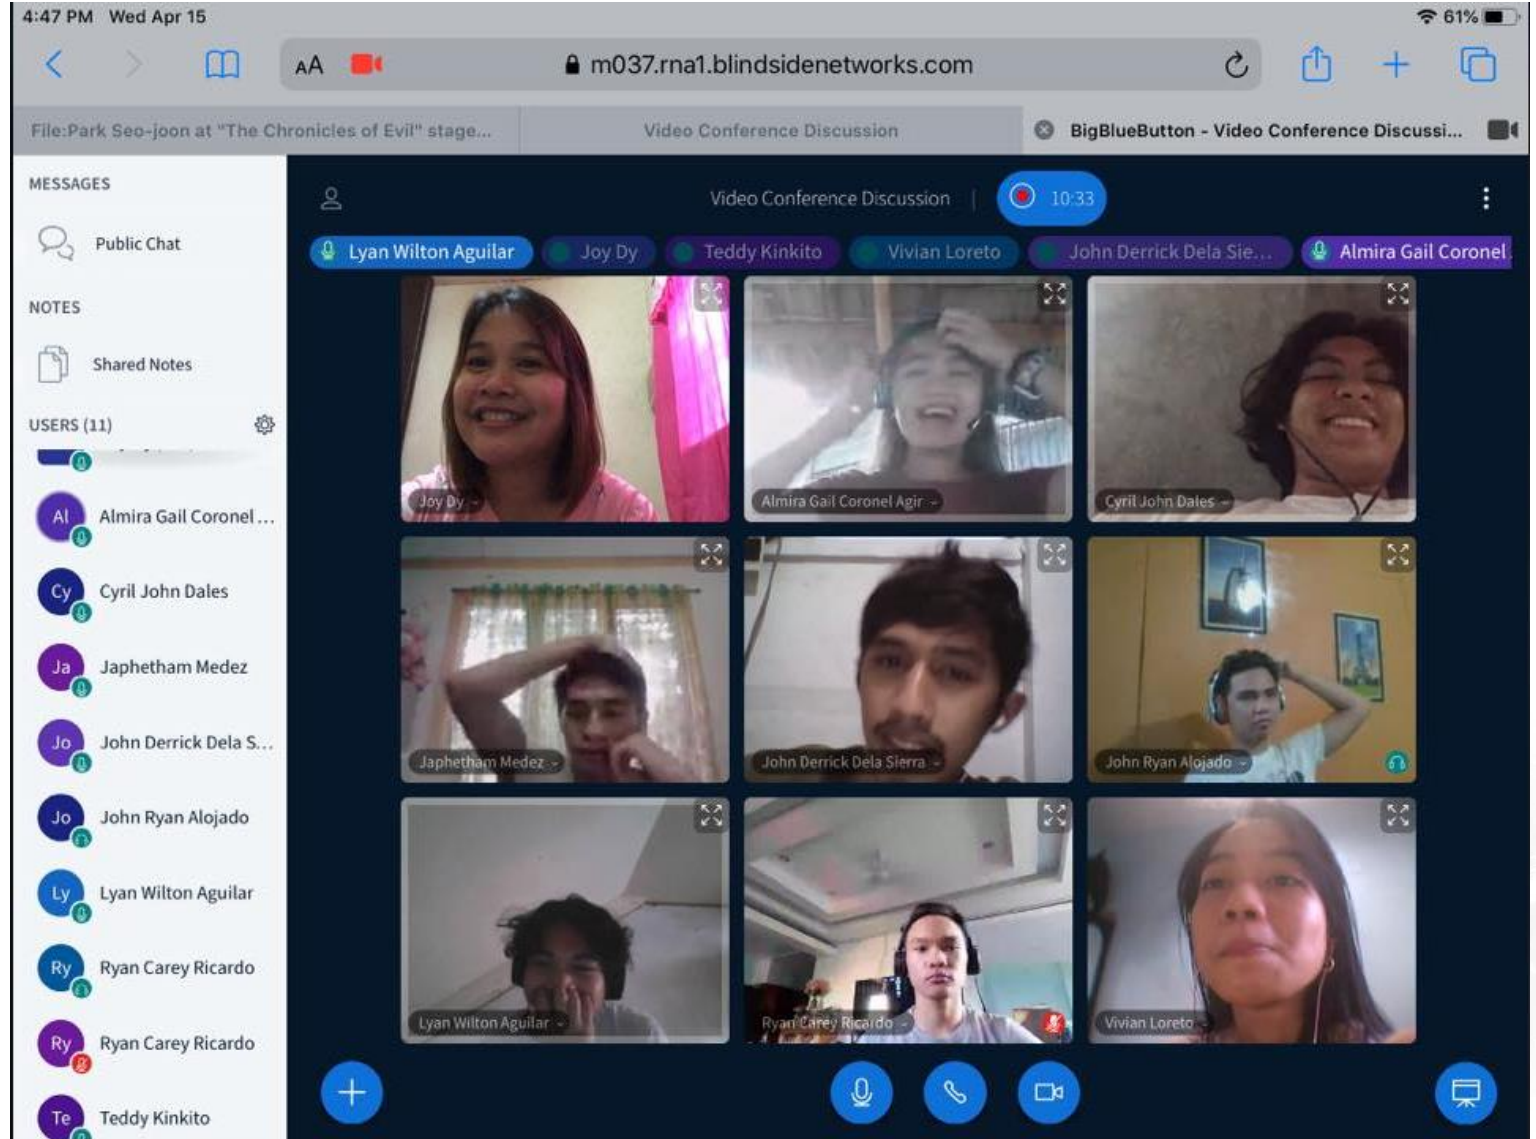 4:47 PM Wed Apr 15
61%
AA
m037.rna1.blindsidenetworks.com
File:Park Seo-joon at "The Chronicles of Evil" stage...
Video Conference Discussion
BigBlueButton - Video Conference Discussi...
MESSAGES
Public Chat
NOTES
Shared Notes
USERS (11)
Al
Almira Gail Coronel ...
Cy
Cyril John Dales
Ja
Japhetham Medez
Jo
John Derrick Dela S...
Jo
John Ryan Alojado
Ly
Lyan Wilton Aguilar
Ry
Ryan Carey Ricardo
Ry
Ryan Carey Ricardo
Te
Teddy Kinkito
Video Conference Discussion
10:33
Lyan Wilton Aguilar
Joy Dy
Teddy Kinkito
Vivian Loreto
John Derrick Dela Sie...
Almira Gail Coronel
Joy Dy
Almira Gail Coronel Agir
Cyril John Dales
Japhetham Medez
John Derrick Dela Sierra
John Ryan Alojado
Lyan Wilton Aguilar
Ryan Carey Ricardo
Vivian Loreto